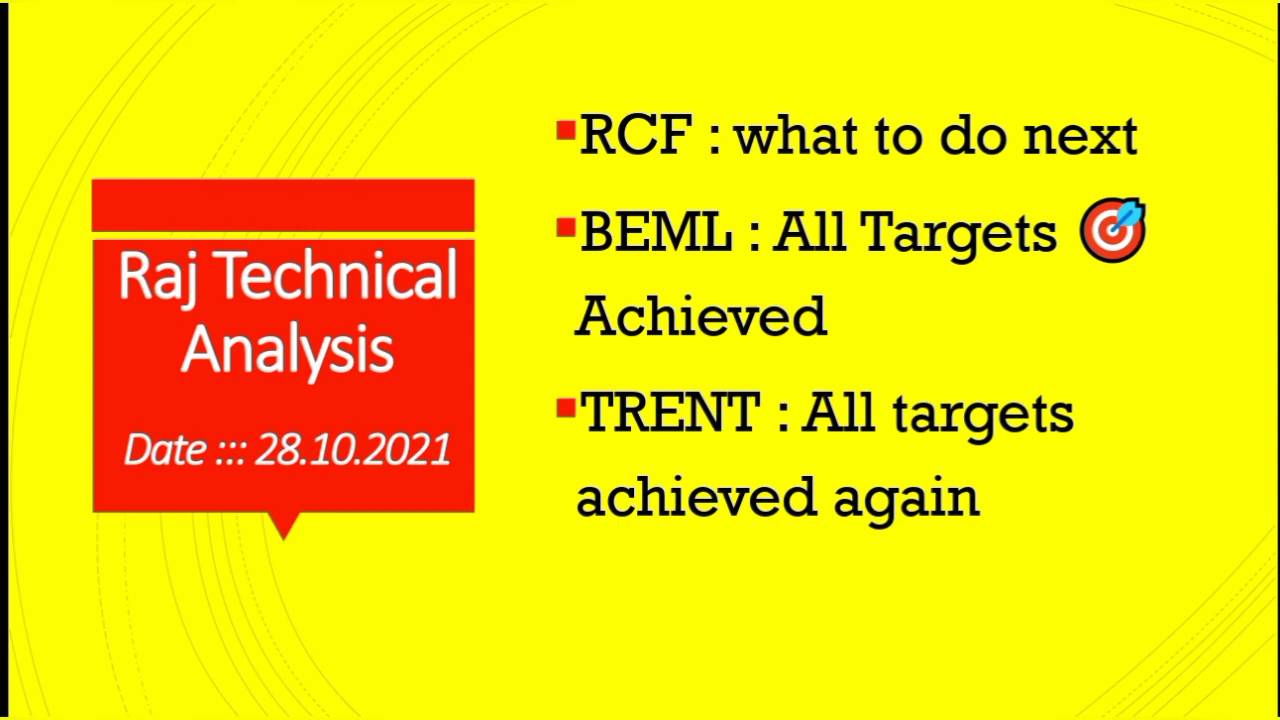 Raj Technical
Analysis
Date ::: 28.10.2021
RCF : what to do next
BEML : All Targets 🎯
Achieved
TRENT : All targets
achieved again